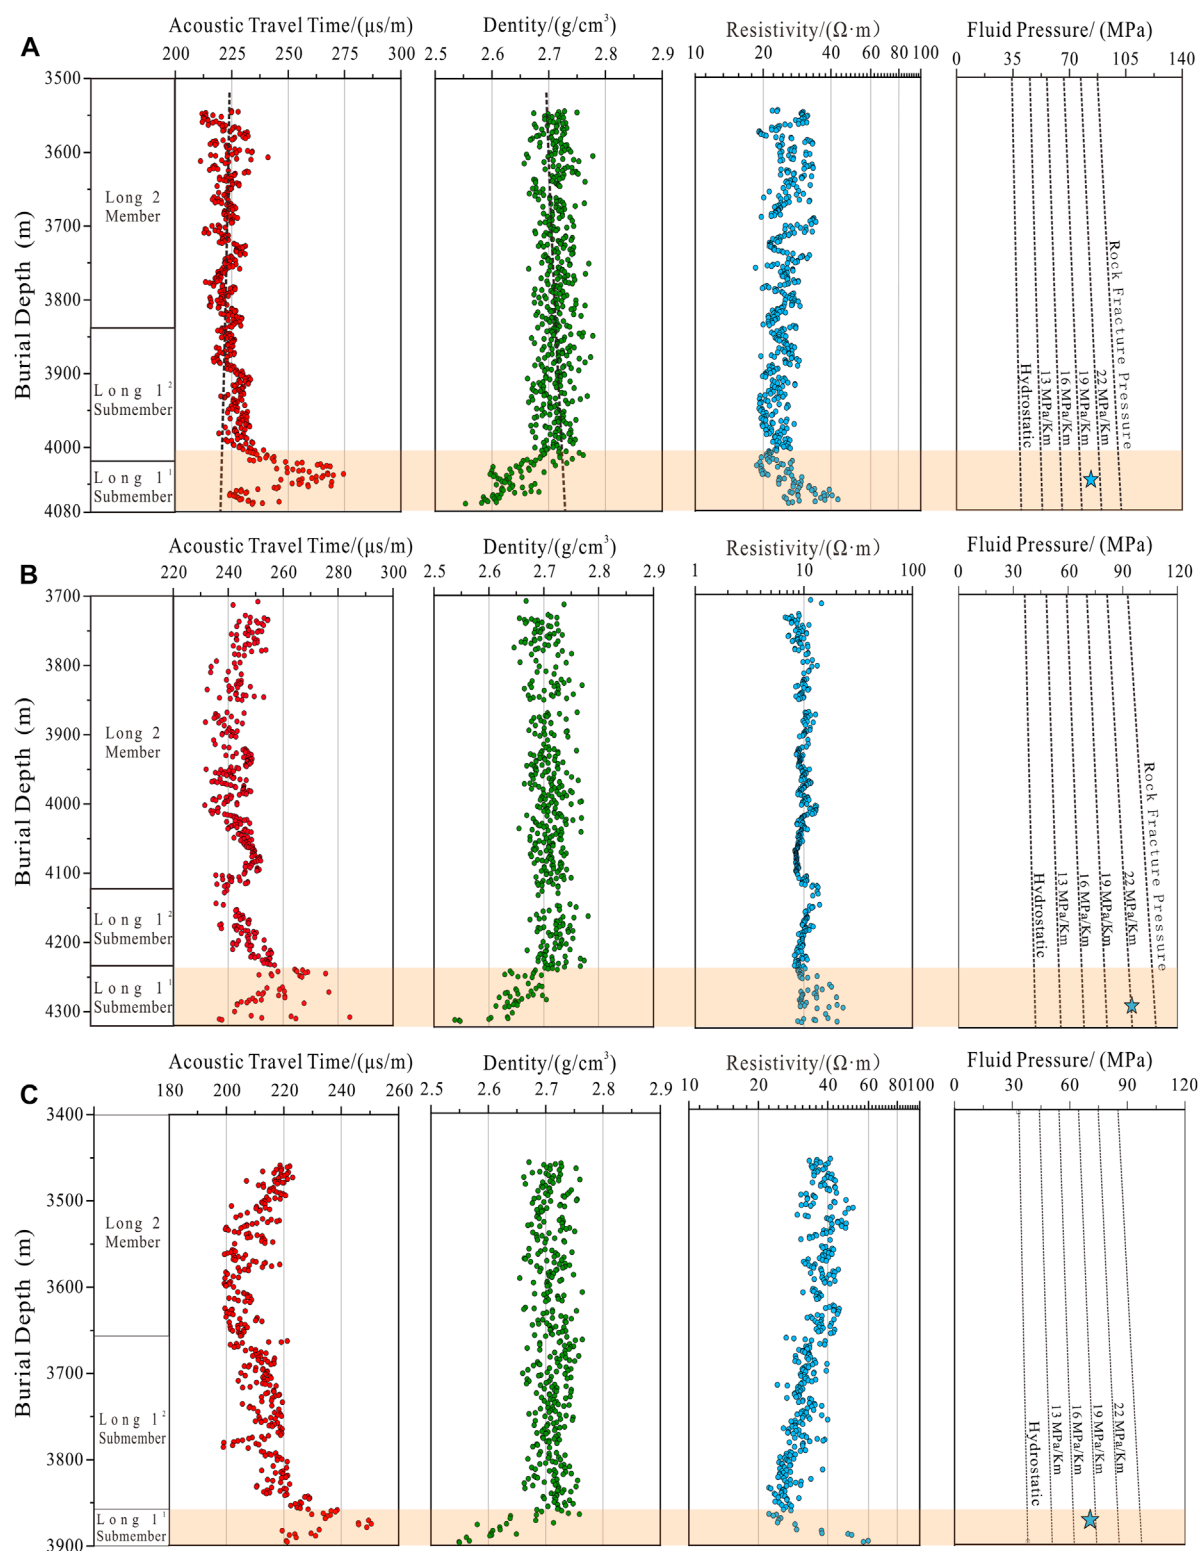 A
Acoustic Travel Time/(μs/m)
Dentity/(g/cm³)
Resistivity/(Ω·m)
Fluid Pressure/ (MPa)
200 225 250 275 300
2.5 2.6 2.7 2.8 2.9
10 20 40 60 80 100
0 35 70 105 140
Burial Depth (m)
3500
3600
3700
3800
3900
4000
4080
Long 2
Member
Long 1²
Submember
Long 1¹
Submember
Hydrostatic
13 MPa/Km
16 MPa/Km
19 MPa/Km
22 MPa/Km
Rock Fracture Pressure
B
Acoustic Travel Time/(μs/m)
Dentity/(g/cm³)
Resistivity/(Ω·m)
Fluid Pressure/ (MPa)
220 240 260 280 300
2.5 2.6 2.7 2.8 2.9
1 10 100
0 30 60 90 120
Burial Depth (m)
3700
3800
3900
4000
4100
4200
4300
Long 2
Member
Long 1²
Submember
Long 1¹
Submember
Hydrostatic
13 MPa/Km
16 MPa/Km
19 MPa/Km
22 MPa/Km
Rock Fracture Pressure
C
Acoustic Travel Time/(μs/m)
Dentity/(g/cm³)
Resistivity/(Ω·m)
Fluid Pressure/ (MPa)
180 200 220 240 260
2.5 2.6 2.7 2.8 2.9
10 20 40 60 80 100
0 30 60 90 120
Burial Depth (m)
3400
3500
3600
3700
3800
3900
Long 2
Member
Long 1²
Submember
Long 1¹
Submember
Hydrostatic
13 MPa/Km
16 MPa/Km
19 MPa/Km
22 MPa/Km